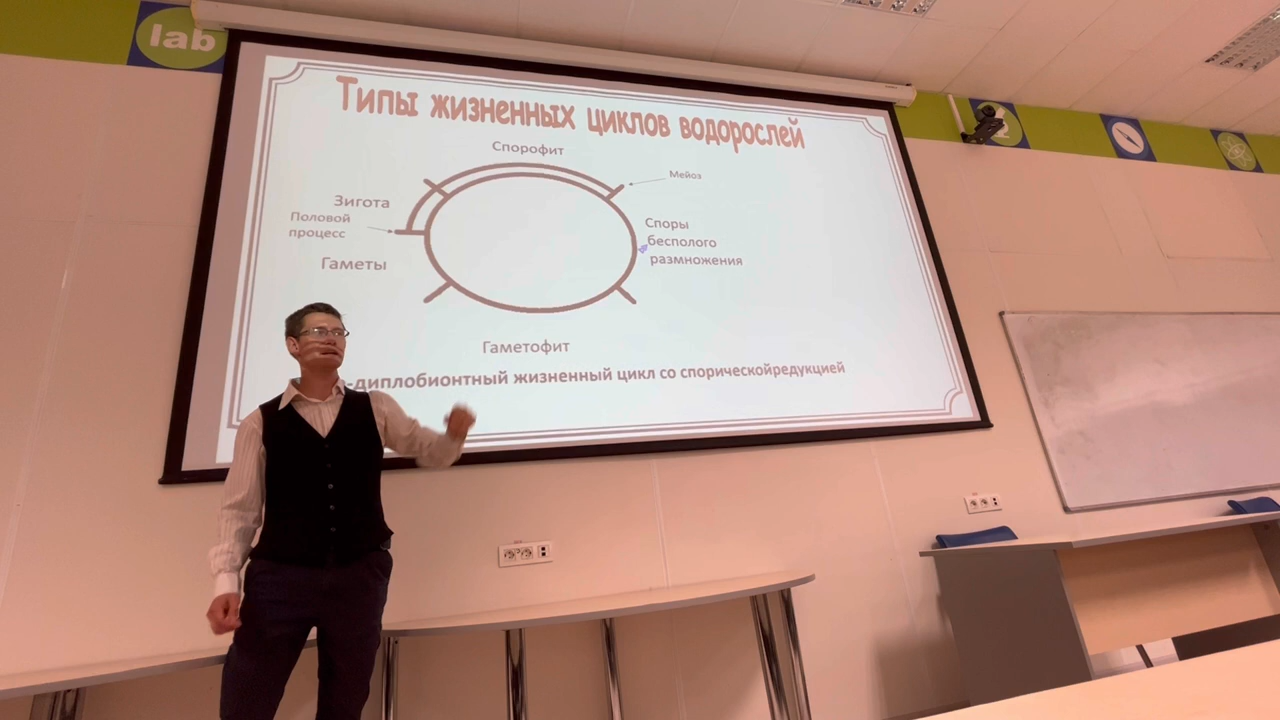 lab
Типы жизненных циклов водорослей
Спорофит
Мейоз
Зигота
Половой
процесс
Споры
бесполого
размножения
Гаметы
Гаметофит
-диплобионтный жизненный цикл со спорическойредукцией